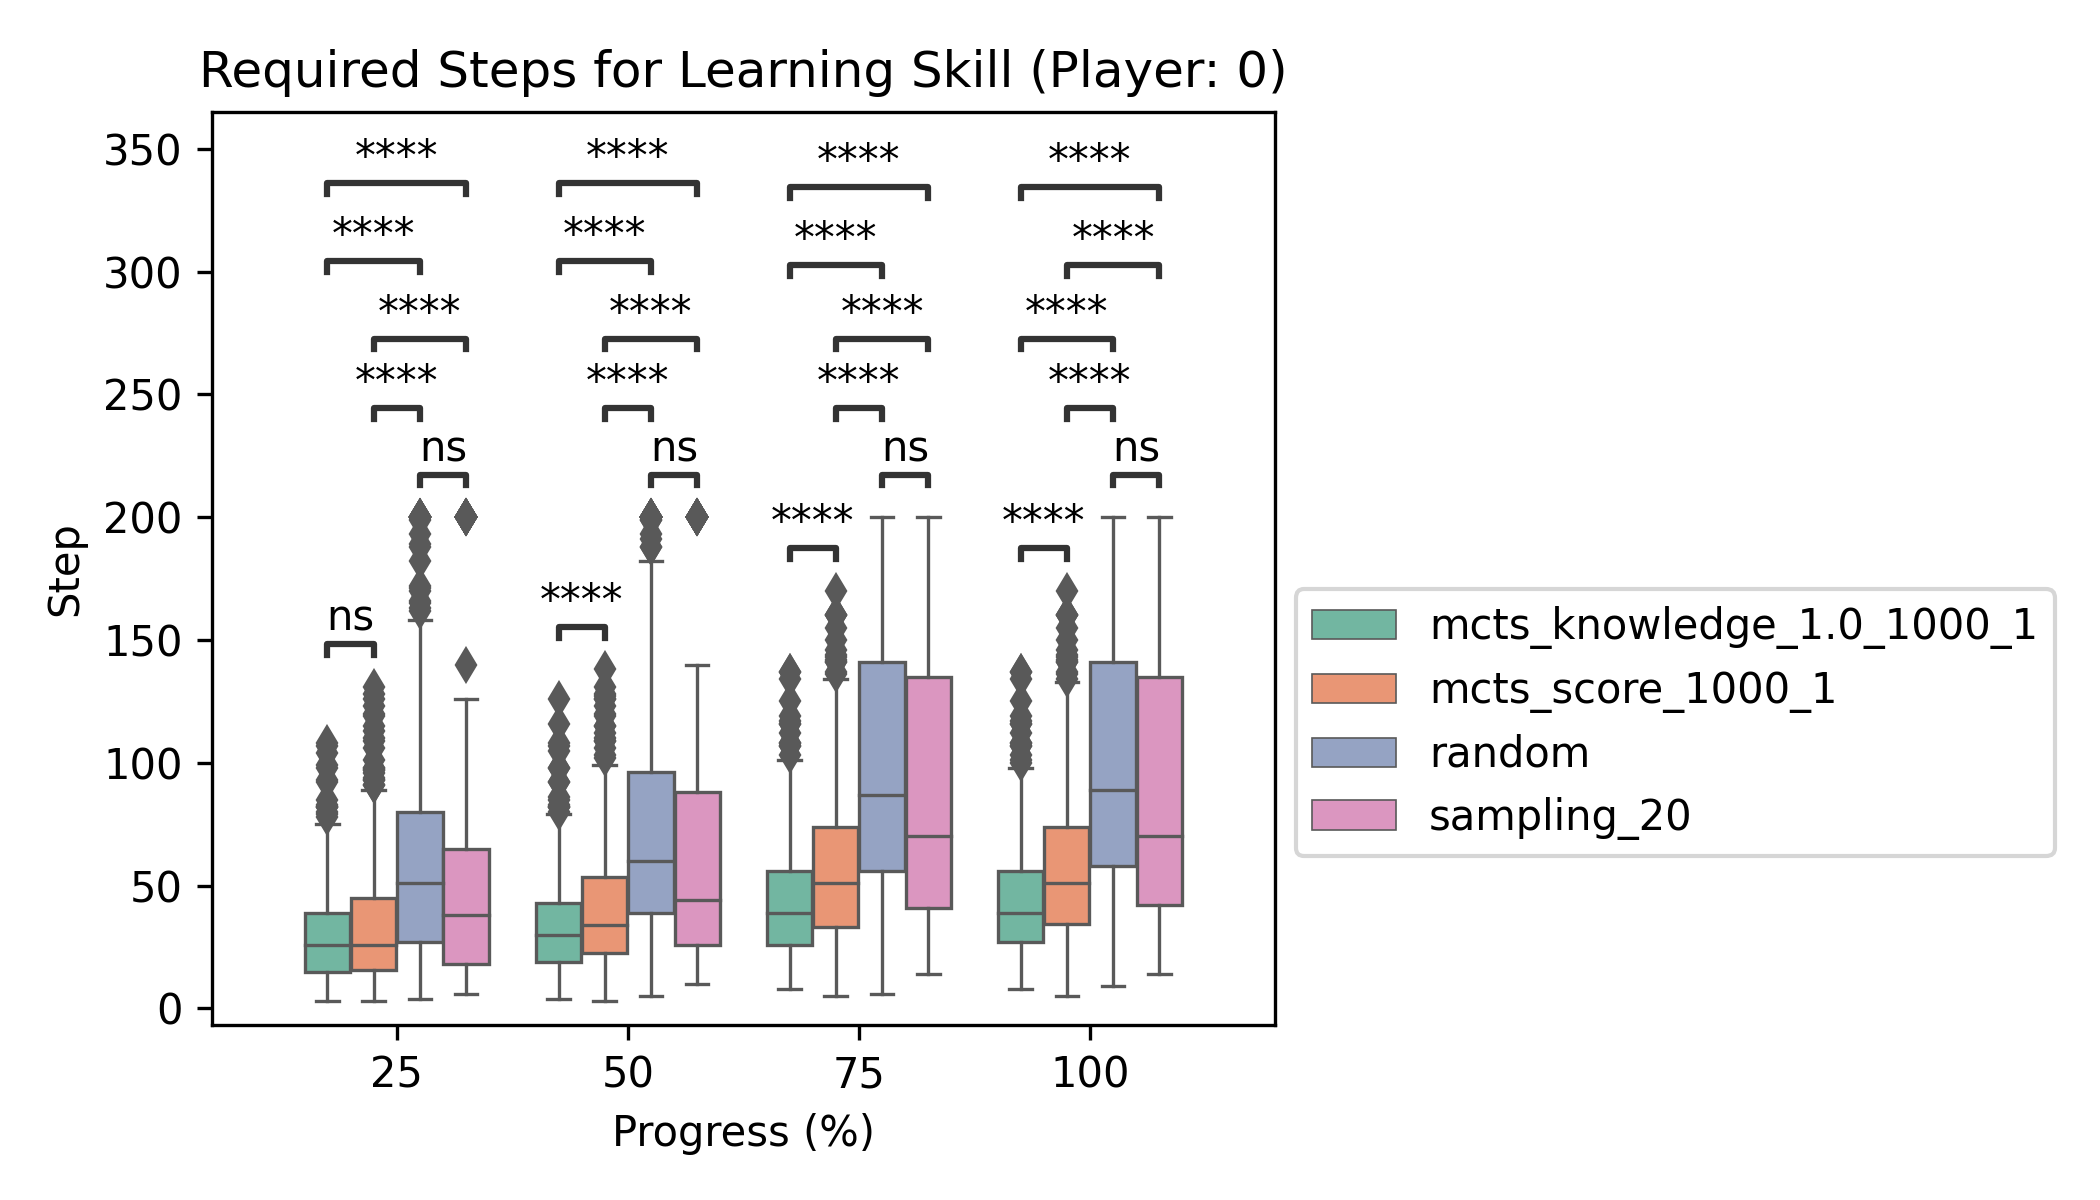 Required Steps for Learning Skill (Player: 0)
350
300
250
200
150
100
50
0
Step
**** **** **** ****
**** **** **** ****
**** **** **** ****
**** **** **** ****
ns ns ns ns
ns **** **** ****
25 50 75 100
Progress (%)
mcts_knowledge_1.0_1000_1
mcts_score_1000_1
random
sampling_20